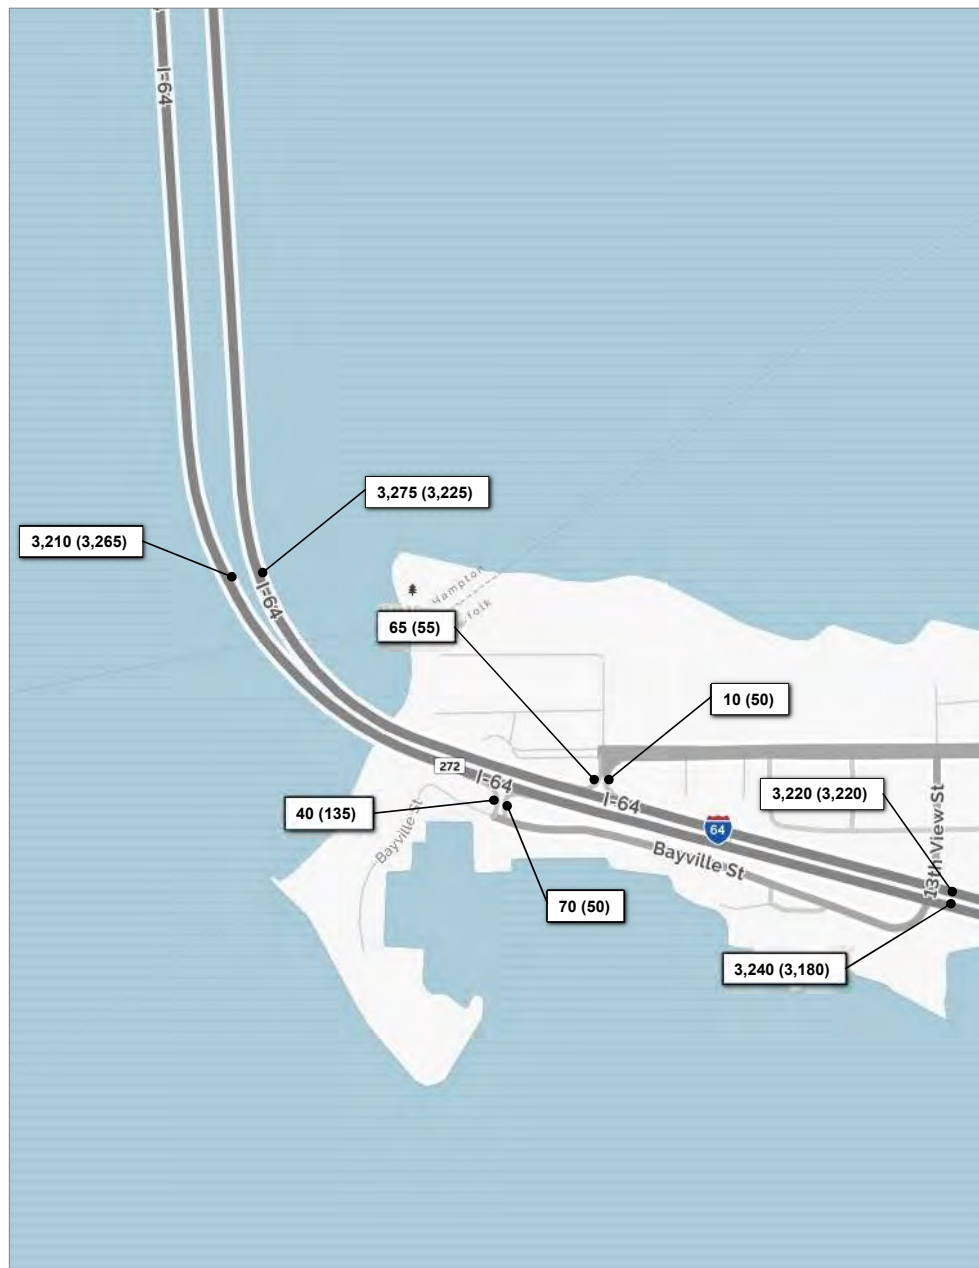 I-64
3,275 (3,225)
3,210 (3,265)
I-64
Hampton
folk
65 (55)
10 (50)
272
I-64
I-64
3,220 (3,220)
40 (135)
64
Bayville St
Bayville St
13th View St
70 (50)
3,240 (3,180)